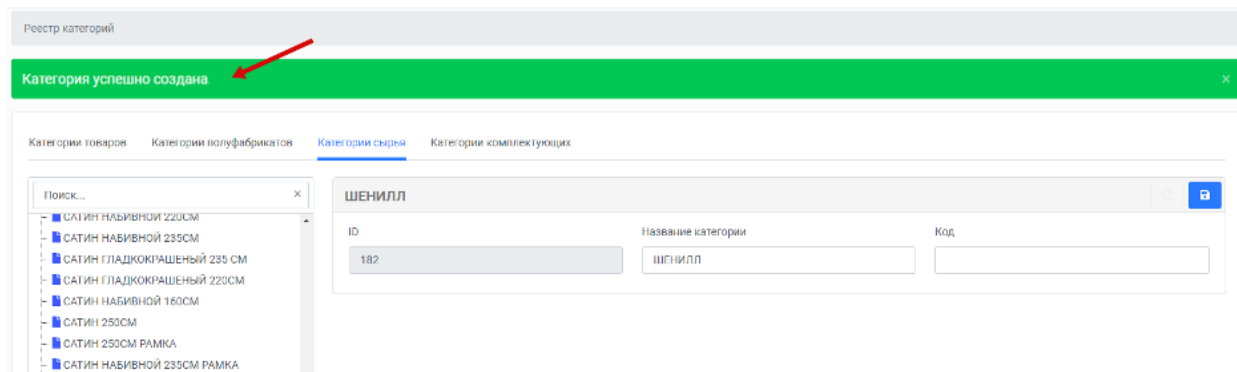 Реестр категорий
Категория успешно создана
×
Категории товаров Категории полуфабрикатов Категории сырья Категории комплектующих
Поиск... ×
ШЕНИЛЛ
САТИН НАБИВНОЙ 220СМ
САТИН НАБИВНОЙ 235СМ
САТИН ГЛАДКОКРАШЕНЫЙ 235 СМ
САТИН ГЛАДКОКРАШЕНЫЙ 220СМ
САТИН НАБИВНОЙ 160СМ
САТИН 250СМ
САТИН 250СМ РАМКА
САТИН НАБИВНОЙ 235СМ РАМКА
ID Название категории Код
182 ШЕНИЛЛ